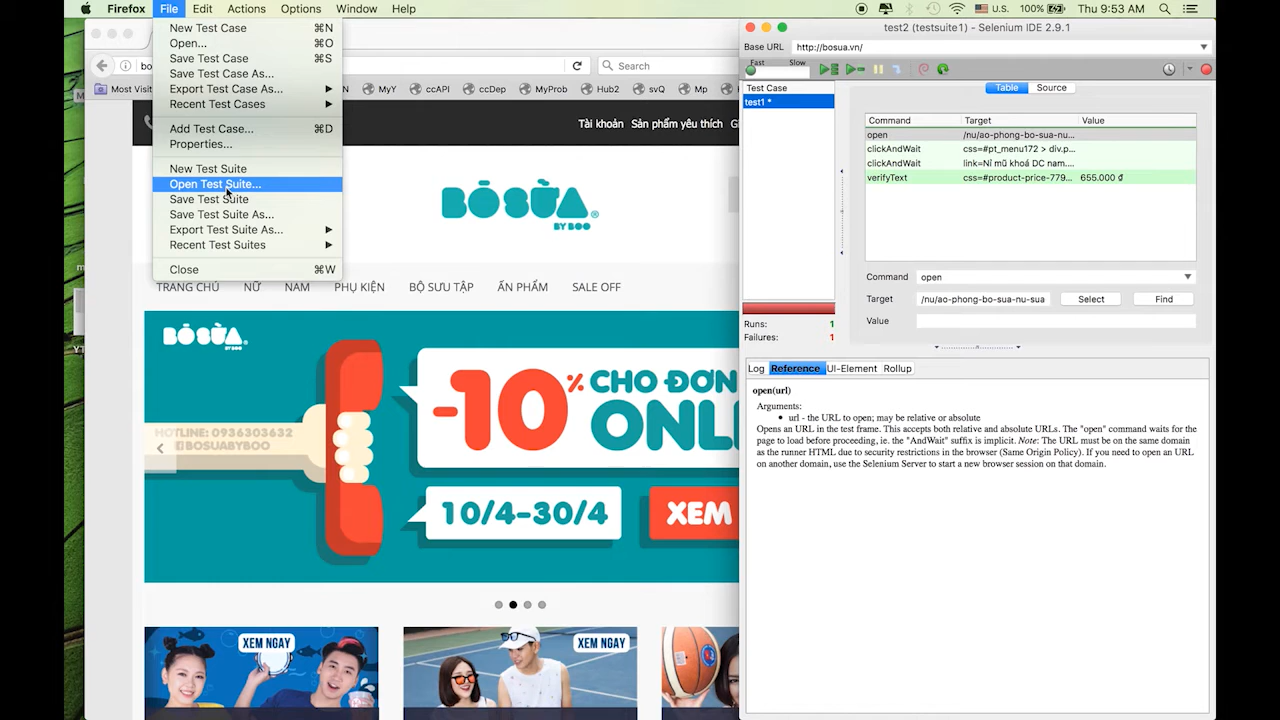 Firefox File Edit Actions Options Window Help
U.S. 100% Thu 9:53 AM
New Test Case ⌘N
Open... ⌘O
Save Test Case ⌘S
Save Test Case As...
Export Test Case As...
Recent Test Cases
Add Test Case... ⌘D
Properties...
New Test Suite
Open Test Suite...
Save Test Suite
Save Test Suite As...
Export Test Suite As...
Recent Test Suites
Close ⌘W
bo
Search
Most Visit
MyY ccAPI ccDep MyProb Hub2 svQ Mp
Tài khoản Sản phẩm yêu thích
BÒ SỮA
BY BOO
TRANG CHỦ NỮ NAM PHỤ KIỆN BỘ SƯU TẬP ẤN PHẨM SALE OFF
BÒ SỮA
BY BOO
-10% CHO ĐƠN
ONL
HOTLINE: 0936303632
BOSUABYBOO
10/4-30/4 XEM
XEM NGAY
XEM NGAY
test2 (testsuite1) - Selenium IDE 2.9.1
Base URL http://bosua.vn/
Fast Slow
Test Case
test1 *
Table Source
Command Target Value
open /nu/ao-phong-bo-sua-nu...
clickAndWait css=#pt_menu172 > div.p...
clickAndWait link=Nỉ mũ khoá DC nam....
verifyText css=#product-price-779... 655.000 ₫
Command open
Target /nu/ao-phong-bo-sua-nu-sua Select Find
Value
Runs: 1
Failures: 1
Log Reference UI-Element Rollup
open(url)
Arguments:
• url - the URL to open; may be relative or absolute
Opens an URL in the test frame. This accepts both relative and absolute URLs. The "open" command waits for the
page to load before proceeding, ie. the "AndWait" suffix is implicit. Note: The URL must be on the same domain
as the runner HTML due to security restrictions in the browser (Same Origin Policy). If you need to open an URL
on another domain, use the Selenium Server to start a new browser session on that domain.